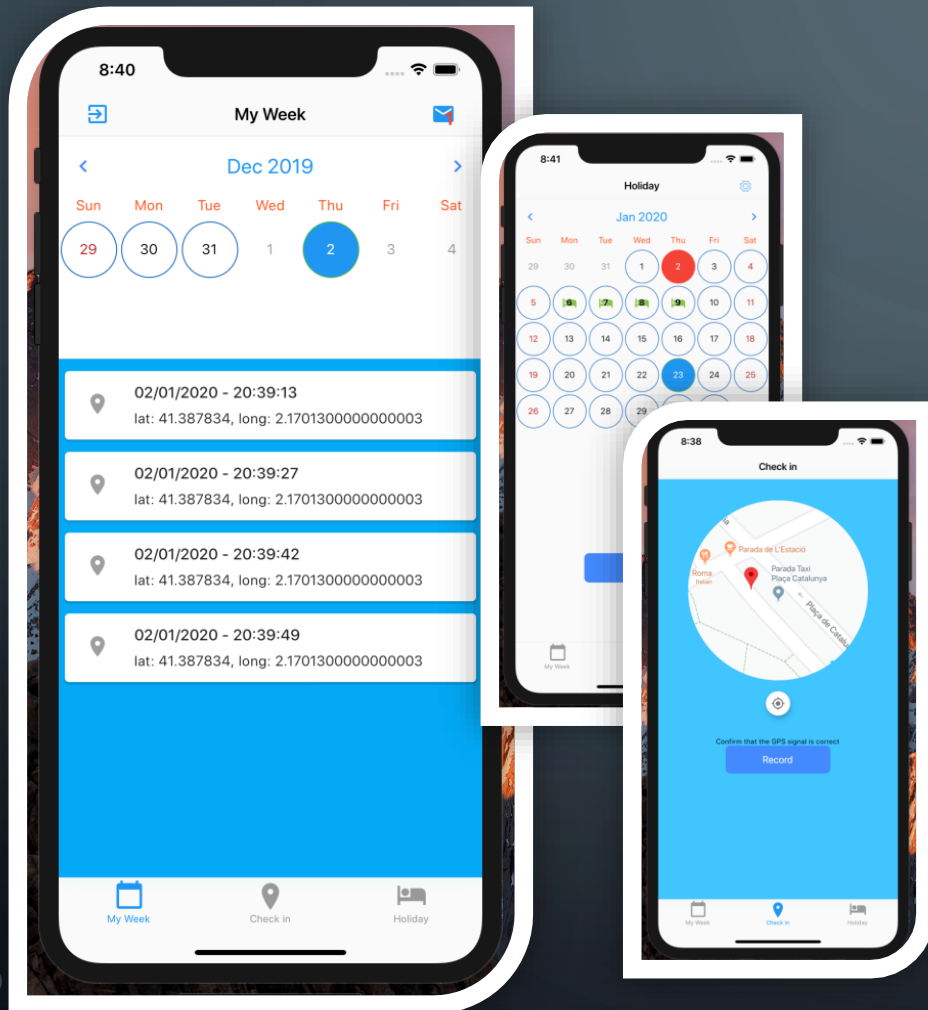 8:40
My Week
Dec 2019
Sun Mon Tue Wed Thu Fri Sat
29 30 31 1 2 3 4
02/01/2020 - 20:39:13
lat: 41.387834, long: 2.1701300000000003
02/01/2020 - 20:39:27
lat: 41.387834, long: 2.1701300000000003
02/01/2020 - 20:39:42
lat: 41.387834, long: 2.1701300000000003
02/01/2020 - 20:39:49
lat: 41.387834, long: 2.1701300000000003
My Week Check in Holiday
8:41
Holiday
Jan 2020
Sun Mon Tue Wed Thu Fri Sat
29 30 31 1 2 3 4
5 6 7 8 9 10 11
12 13 14 15 16 17 18
19 20 21 22 23 24 25
26 27 28 29
My Week
8:38
Check in
Parada de L'Estació
Roma
Italian
Parada Taxi
Plaça Catalunya
← Plaça de Catalu
Confirm that the GPS signal is correct
Record
My Week Check in Holiday